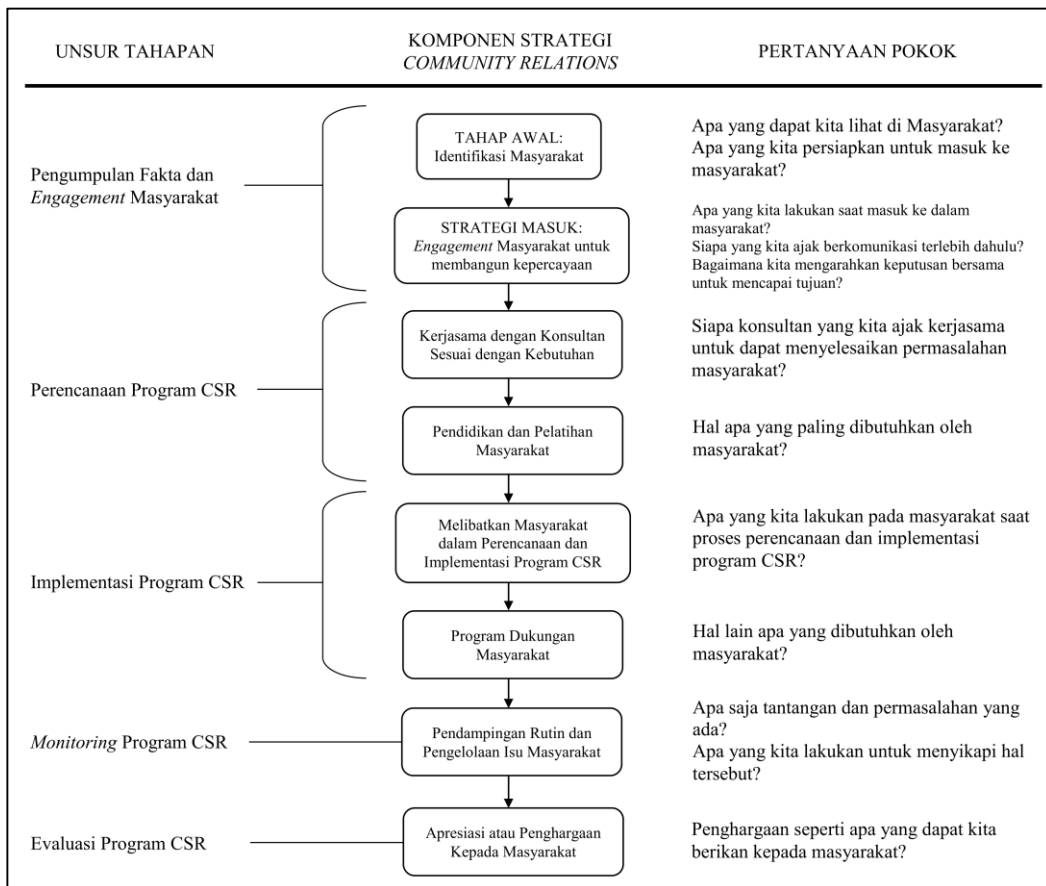 UNSUR TAHAPAN
KOMPONEN STRATEGI
COMMUNITY RELATIONS
PERTANYAAN POKOK
Pengumpulan Fakta dan
Engagement Masyarakat
TAHAP AWAL:
Identifikasi Masyarakat
Apa yang dapat kita lihat di Masyarakat?
Apa yang kita persiapkan untuk masuk ke
masyarakat?
STRATEGI MASUK:
Engagement Masyarakat untuk
membangun kepercayaan
Apa yang kita lakukan saat masuk ke dalam
masyarakat?
Siapa yang kita ajak berkomunikasi terlebih dahulu?
Bagaimana kita mengarahkan keputusan bersama
untuk mencapai tujuan?
Perencanaan Program CSR
Kerjasama dengan Konsultan
Sesuai dengan Kebutuhan
Siapa konsultan yang kita ajak kerjasama
untuk dapat menyelesaikan permasalahan
masyarakat?
Pendidikan dan Pelatihan
Masyarakat
Hal apa yang paling dibutuhkan oleh
masyarakat?
Implementasi Program CSR
Melibatkan Masyarakat
dalam Perencanaan dan
Implementasi Program CSR
Apa yang kita lakukan pada masyarakat saat
proses perencanaan dan implementasi
program CSR?
Program Dukungan
Masyarakat
Hal lain apa yang dibutuhkan oleh
masyarakat?
Monitoring Program CSR
Pendampingan Rutin dan
Pengelolaan Isu Masyarakat
Apa saja tantangan dan permasalahan yang
ada?
Apa yang kita lakukan untuk menyikapi hal
tersebut?
Evaluasi Program CSR
Apresiasi atau Penghargaan
Kepada Masyarakat
Penghargaan seperti apa yang dapat kita
berikan kepada masyarakat?